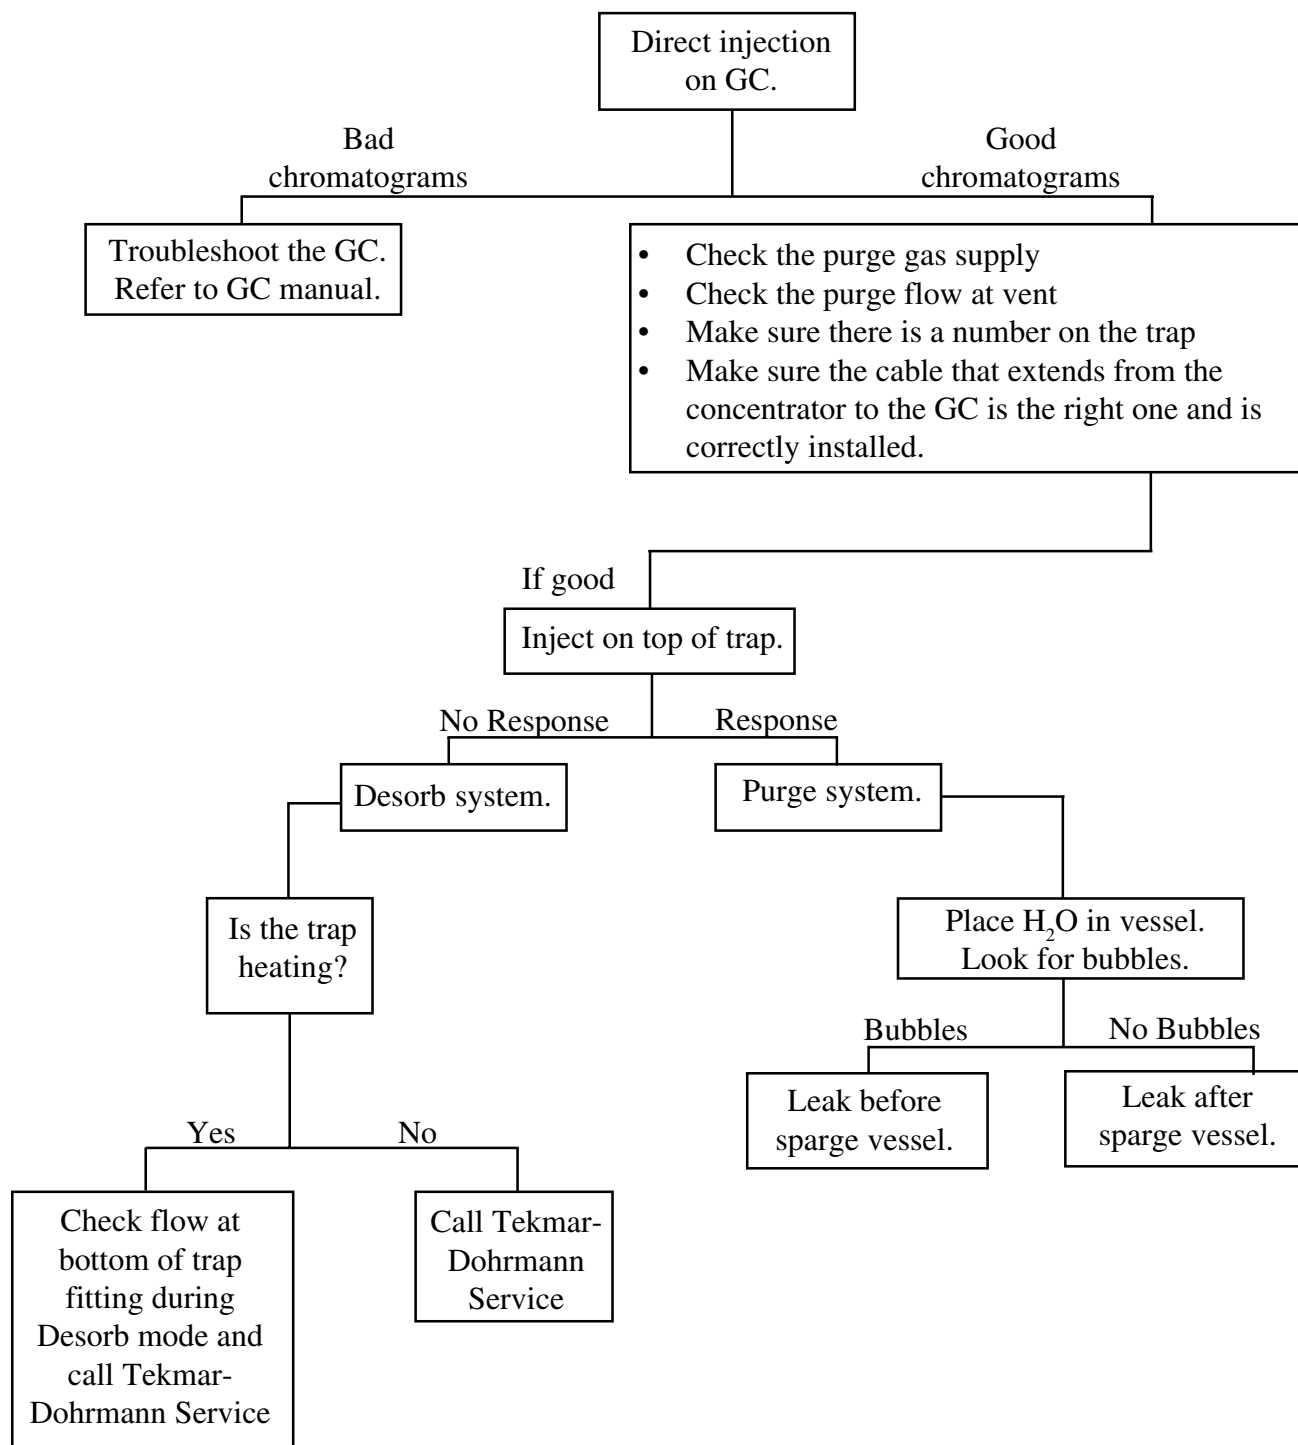 Direct injection
on GC.
Bad
chromatograms
Good
chromatograms
Troubleshoot the GC.
Refer to GC manual.
• Check the purge gas supply
• Check the purge flow at vent
• Make sure there is a number on the trap
• Make sure the cable that extends from the
concentrator to the GC is the right one and is
correctly installed.
If good
Inject on top of trap.
No Response
Response
Desorb system.
Purge system.
Is the trap
heating?
Place H₂O in vessel.
Look for bubbles.
Bubbles
No Bubbles
Leak before
sparge vessel.
Leak after
sparge vessel.
Yes
No
Check flow at
bottom of trap
fitting during
Desorb mode and
call Tekmar-
Dohrmann Service
Call Tekmar-
Dohrmann
Service